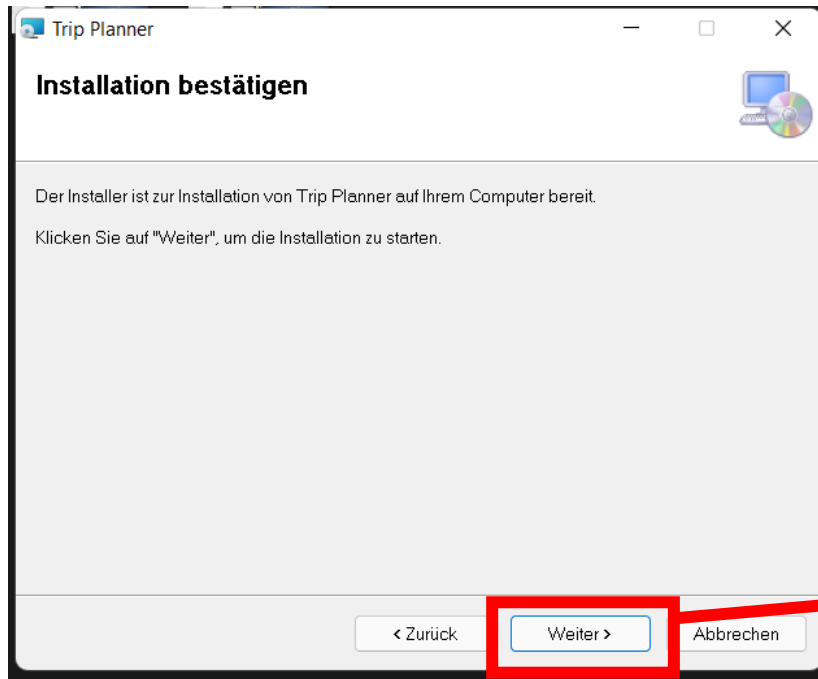 Trip Planner
Installation bestätigen
Der Installer ist zur Installation von Trip Planner auf Ihrem Computer bereit.
Klicken Sie auf "Weiter", um die Installation zu starten.
< Zurück
Weiter >
Abbrechen